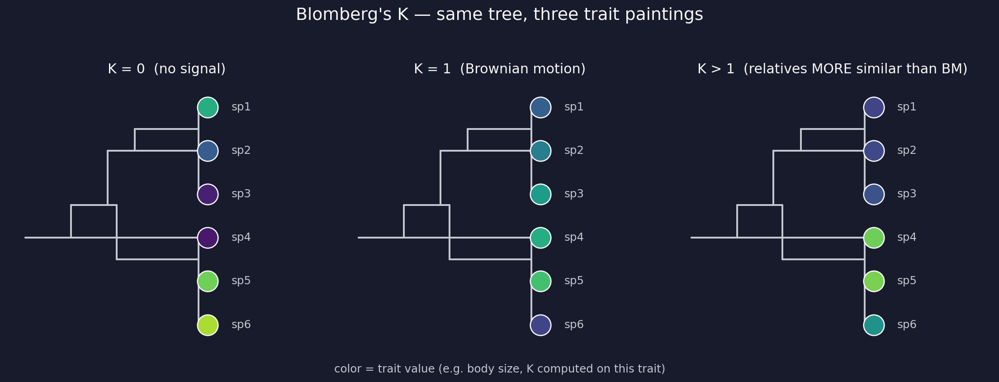 Blomberg's K — same tree, three trait paintings
K = 0  (no signal)
sp1
sp2
sp3
sp4
sp5
sp6
K = 1  (Brownian motion)
sp1
sp2
sp3
sp4
sp5
sp6
K > 1  (relatives MORE similar than BM)
sp1
sp2
sp3
sp4
sp5
sp6
color = trait value (e.g. body size, K computed on this trait)